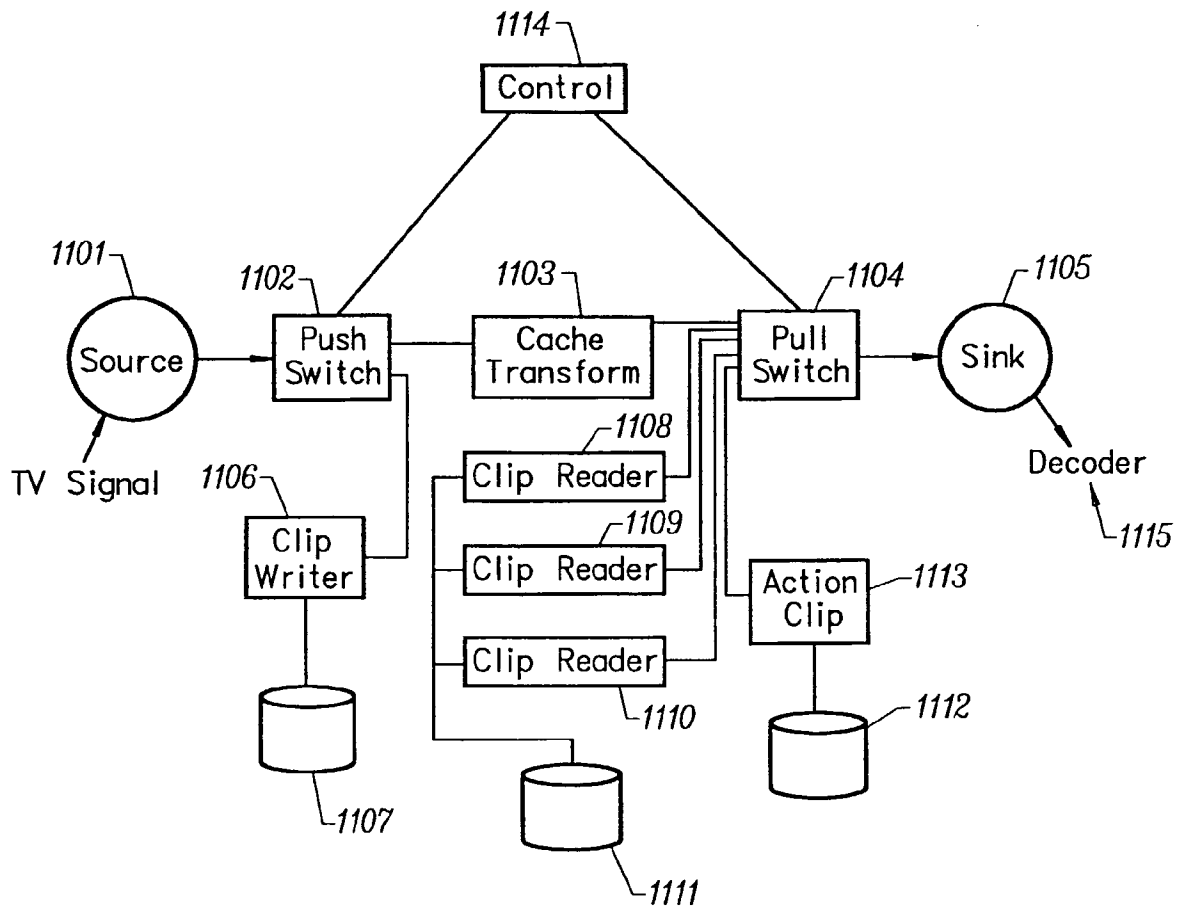 1114
Control
1101
1102
1103
1104
1105
Source
Push
Switch
Cache
Transform
Pull
Switch
Sink
TV Signal
1108
Clip Reader
Decoder
1106
Clip
Writer
1109
Clip Reader
1115
Action
Clip
1113
Clip Reader
1110
1112
1107
1111